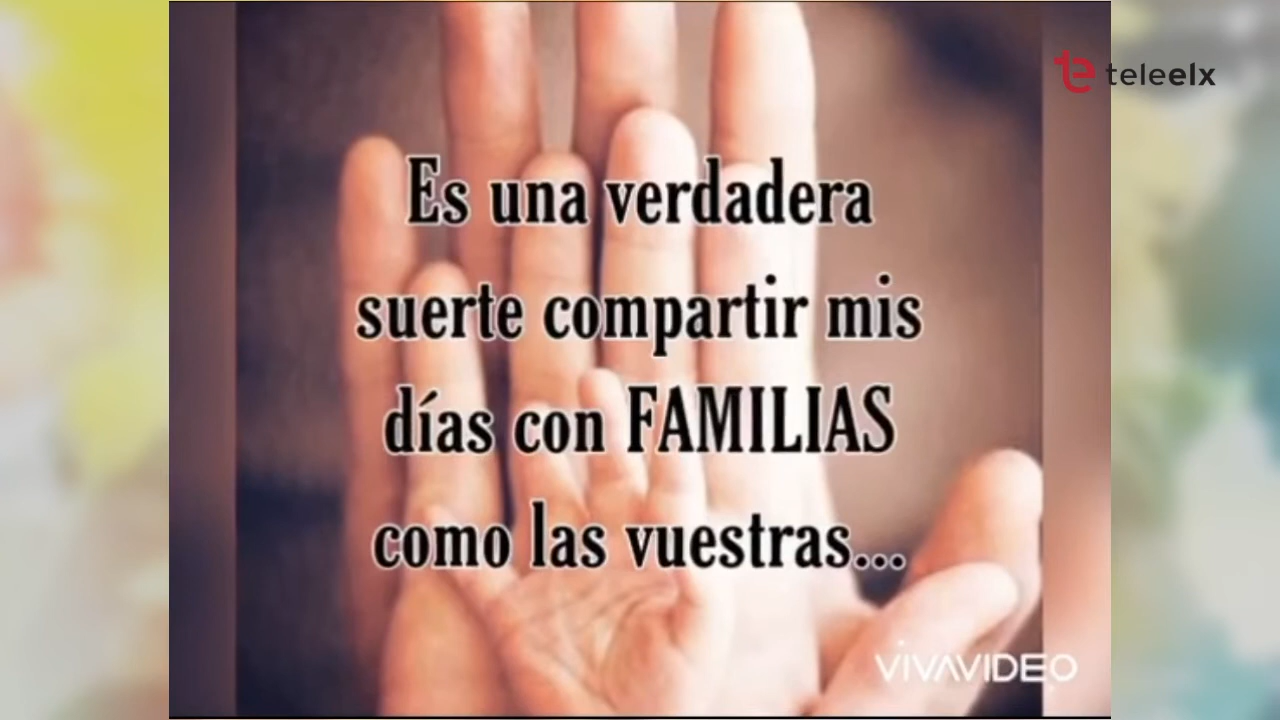 teleelx
Es una verdadera
suerte compartir mis
días con FAMILIAS
como las vuestras...
VIVAVIDEO